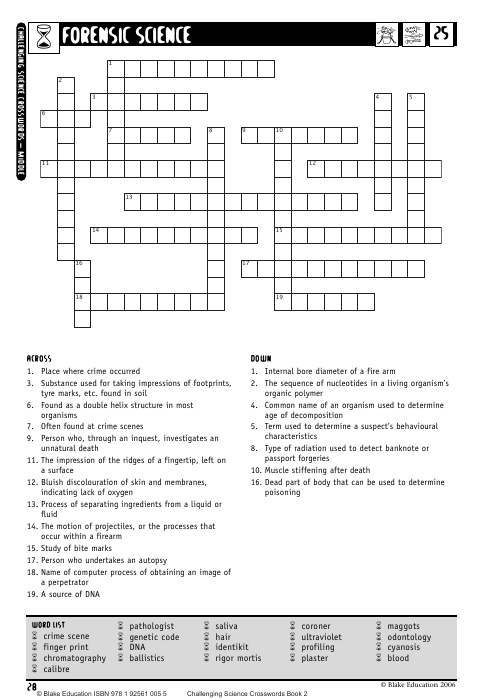 FORENSIC SCIENCE
25
CHALLENGING SCIENCE CROSSWORDS – MIDDLE
1
2
3
4
5
6
7
8
9
10
11
12
13
14
15
16
17
18
19
ACROSS
1. Place where crime occurred
3. Substance used for taking impressions of footprints,
tyre marks, etc. found in soil
6. Found as a double helix structure in most
organisms
7. Often found at crime scenes
9. Person who, through an inquest, investigates an
unnatural death
11. The impression of the ridges of a fingertip, left on
a surface
12. Bluish discolouration of skin and membranes,
indicating lack of oxygen
13. Process of separating ingredients from a liquid or
fluid
14. The motion of projectiles, or the processes that
occur within a firearm
15. Study of bite marks
17. Person who undertakes an autopsy
18. Name of computer process of obtaining an image of
a perpetrator
19. A source of DNA
DOWN
1. Internal bore diameter of a fire arm
2. The sequence of nucleotides in a living organism's
organic polymer
4. Common name of an organism used to determine
age of decomposition
5. Term used to determine a suspect's behavioural
characteristics
8. Type of radiation used to detect banknote or
passport forgeries
10. Muscle stiffening after death
16. Dead part of body that can be used to determine
poisoning
WORD LIST
crime scene
finger print
chromatography
calibre
pathologist
genetic code
DNA
ballistics
saliva
hair
identikit
rigor mortis
coroner
ultraviolet
profiling
plaster
maggots
odontology
cyanosis
blood
28
© Blake Education 2006
© Blake Education ISBN 978 1 92561 005 5 Challenging Science Crosswords Book 2